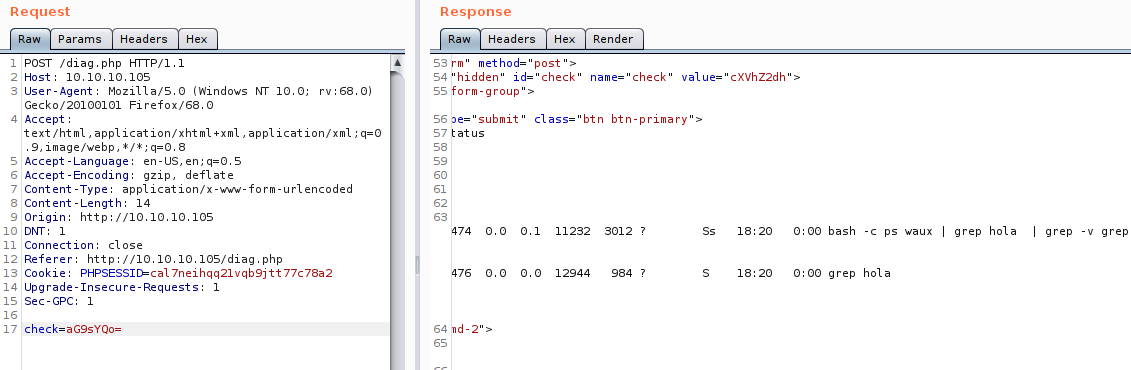 Request
Raw Params Headers Hex
1 POST /diag.php HTTP/1.1
2 Host: 10.10.10.105
3 User-Agent: Mozilla/5.0 (Windows NT 10.0; rv:68.0)
Gecko/20100101 Firefox/68.0
4 Accept:
text/html,application/xhtml+xml,application/xml;q=0
.9,image/webp,*/*;q=0.8
5 Accept-Language: en-US,en;q=0.5
6 Accept-Encoding: gzip, deflate
7 Content-Type: application/x-www-form-urlencoded
8 Content-Length: 14
9 Origin: http://10.10.10.105
10 DNT: 1
11 Connection: close
12 Referer: http://10.10.10.105/diag.php
13 Cookie: PHPSESSID=cal7neihqq21vqb9jtt77c78a2
14 Upgrade-Insecure-Requests: 1
15 Sec-GPC: 1
16
17 check=aG9sYQo=
Response
Raw Headers Hex Render
53 rm" method="post">
54 "hidden" id="check" name="check" value="cXVhZ2dh">
55 form-group">
56 pe="submit" class="btn btn-primary">
57 tatus
58
59
60
61
62
63
474 0.0 0.1 11232 3012 ? Ss 18:20 0:00 bash -c ps waux | grep hola | grep -v grep
476 0.0 0.0 12944 984 ? S 18:20 0:00 grep hola
64 md-2">
65